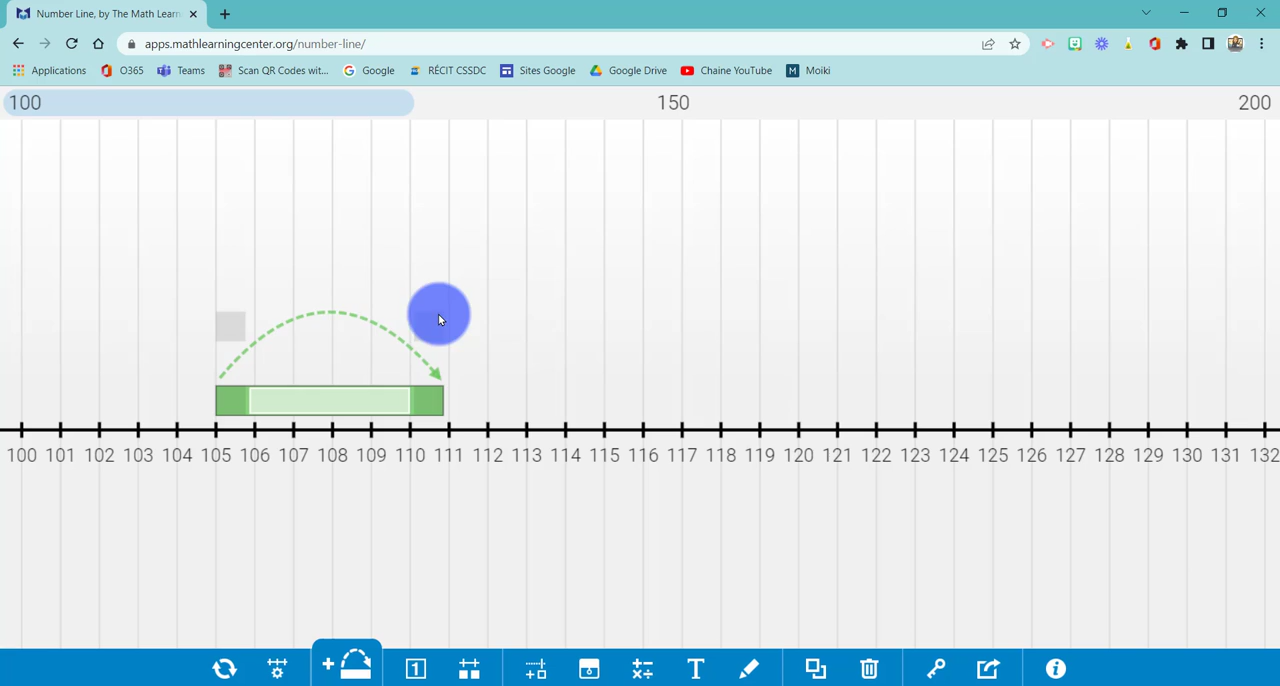 Number Line, by The Math Learn
apps.mathlearningcenter.org/number-line/
Applications O365 Teams Scan QR Codes with... Google RÉCIT CSSDC Sites Google Google Drive Chaine YouTube M Moiki
100 150 200
100 101 102 103 104 105 106 107 108 109 110 111 112 113 114 115 116 117 118 119 120 121 122 123 124 125 126 127 128 129 130 131 132
1 T